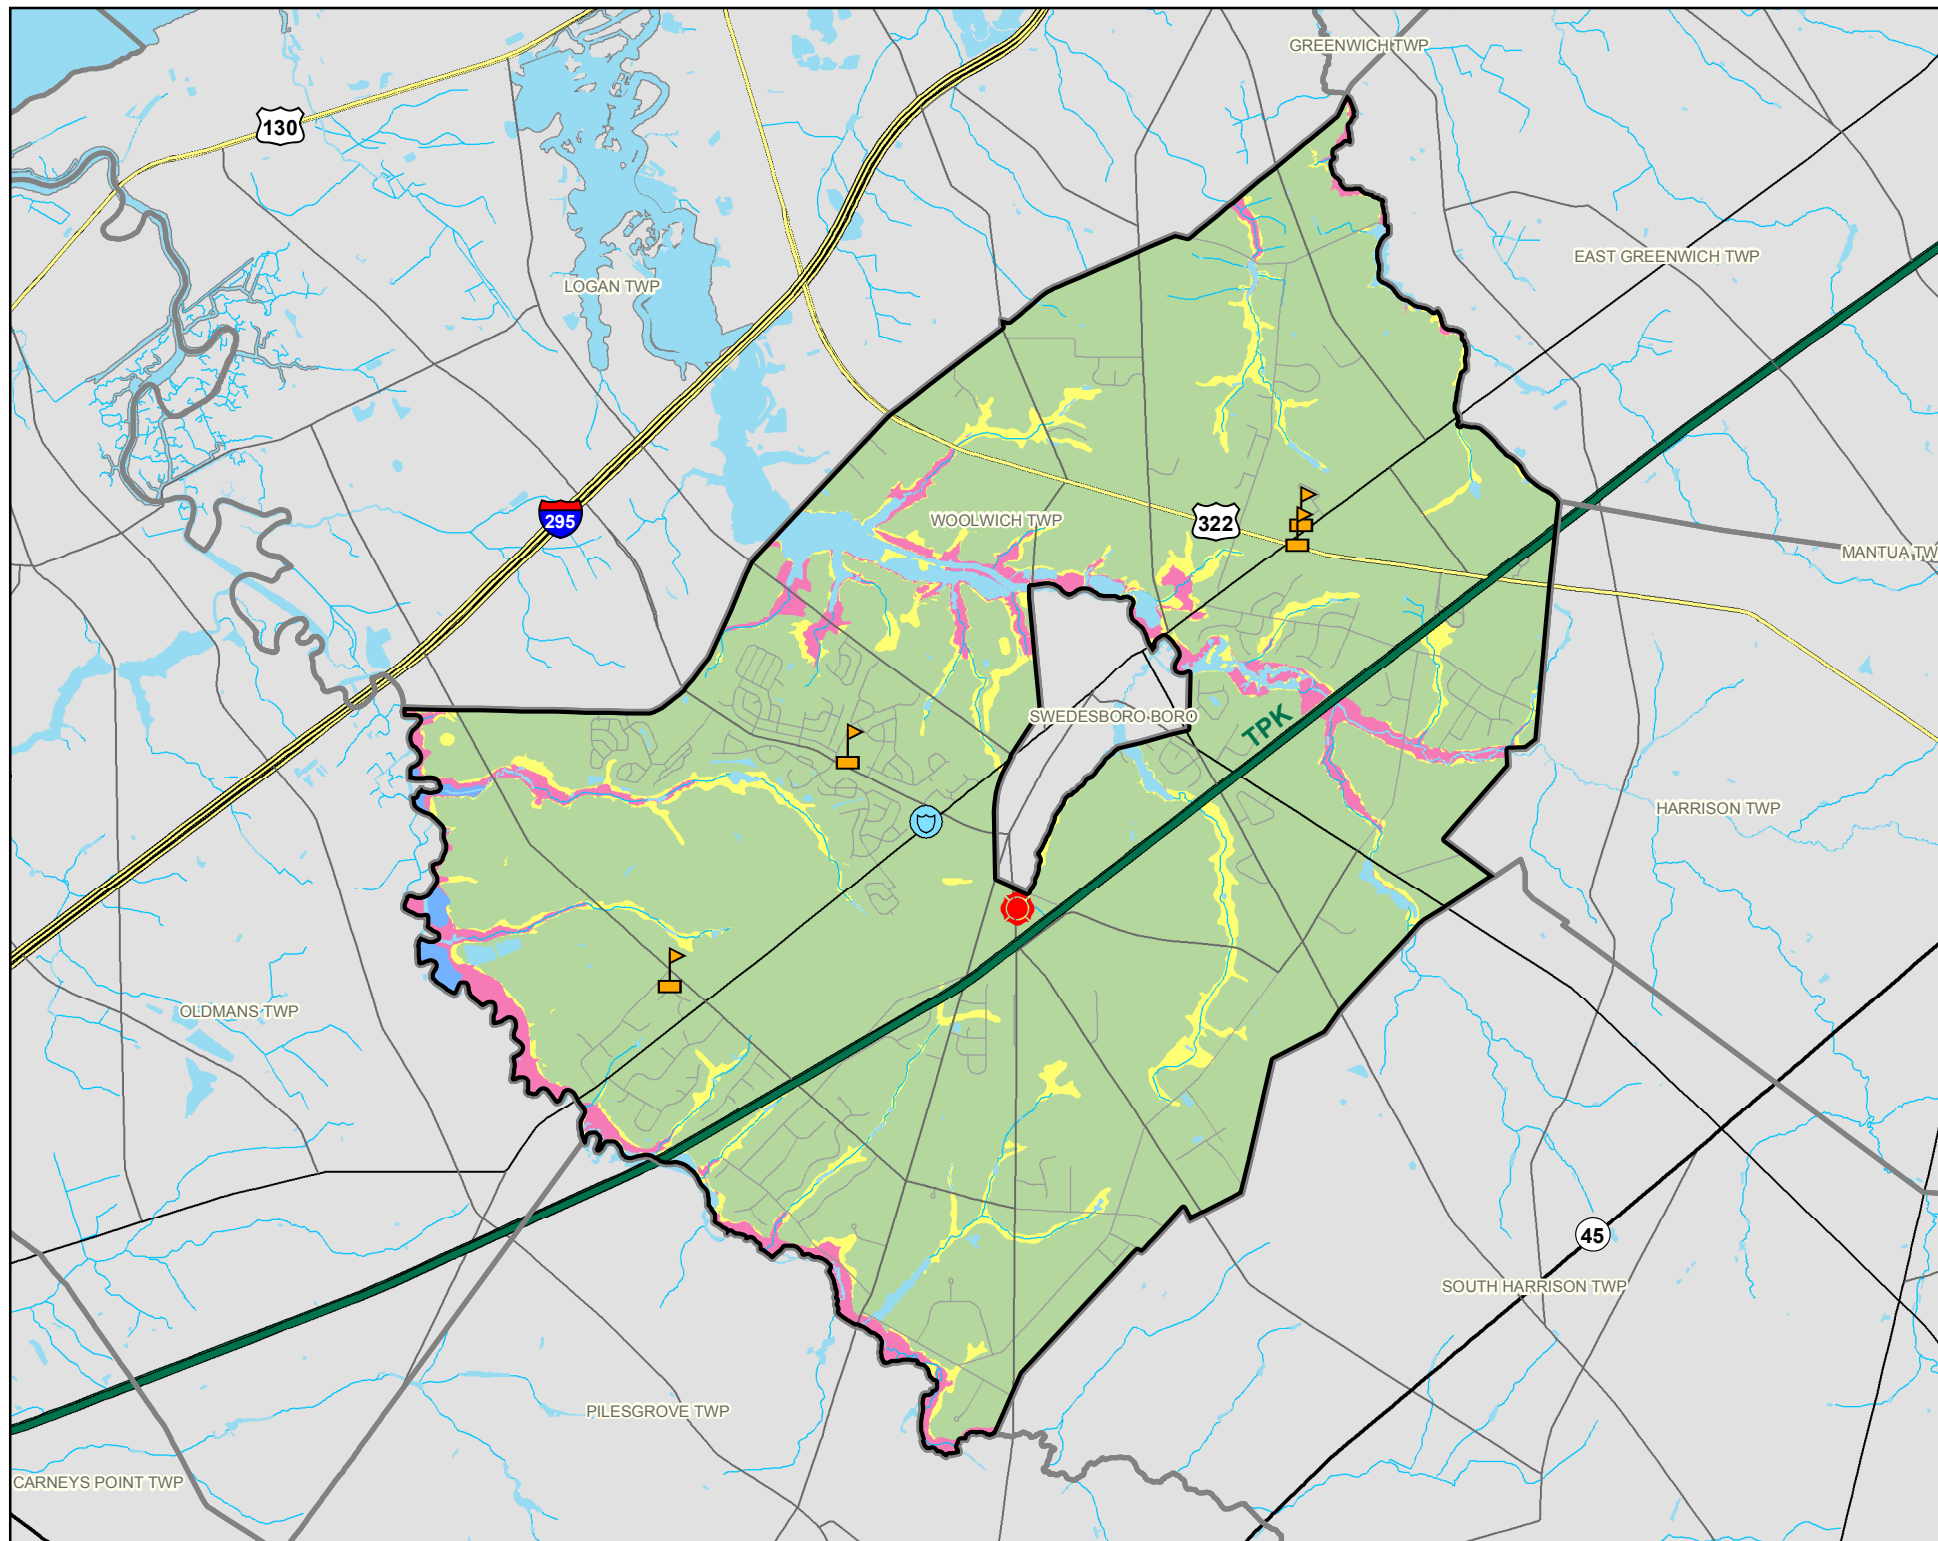 GREENWICH TWP
130
EAST GREENWICH TWP
LOGAN TWP
295
WOOLWICH TWP
322
MANTUA TW
SWEDESBORO BORO
TPK
HARRISON TWP
OLDMANS TWP
45
SOUTH HARRISON TWP
PILESGROVE TWP
CARNEYS POINT TWP